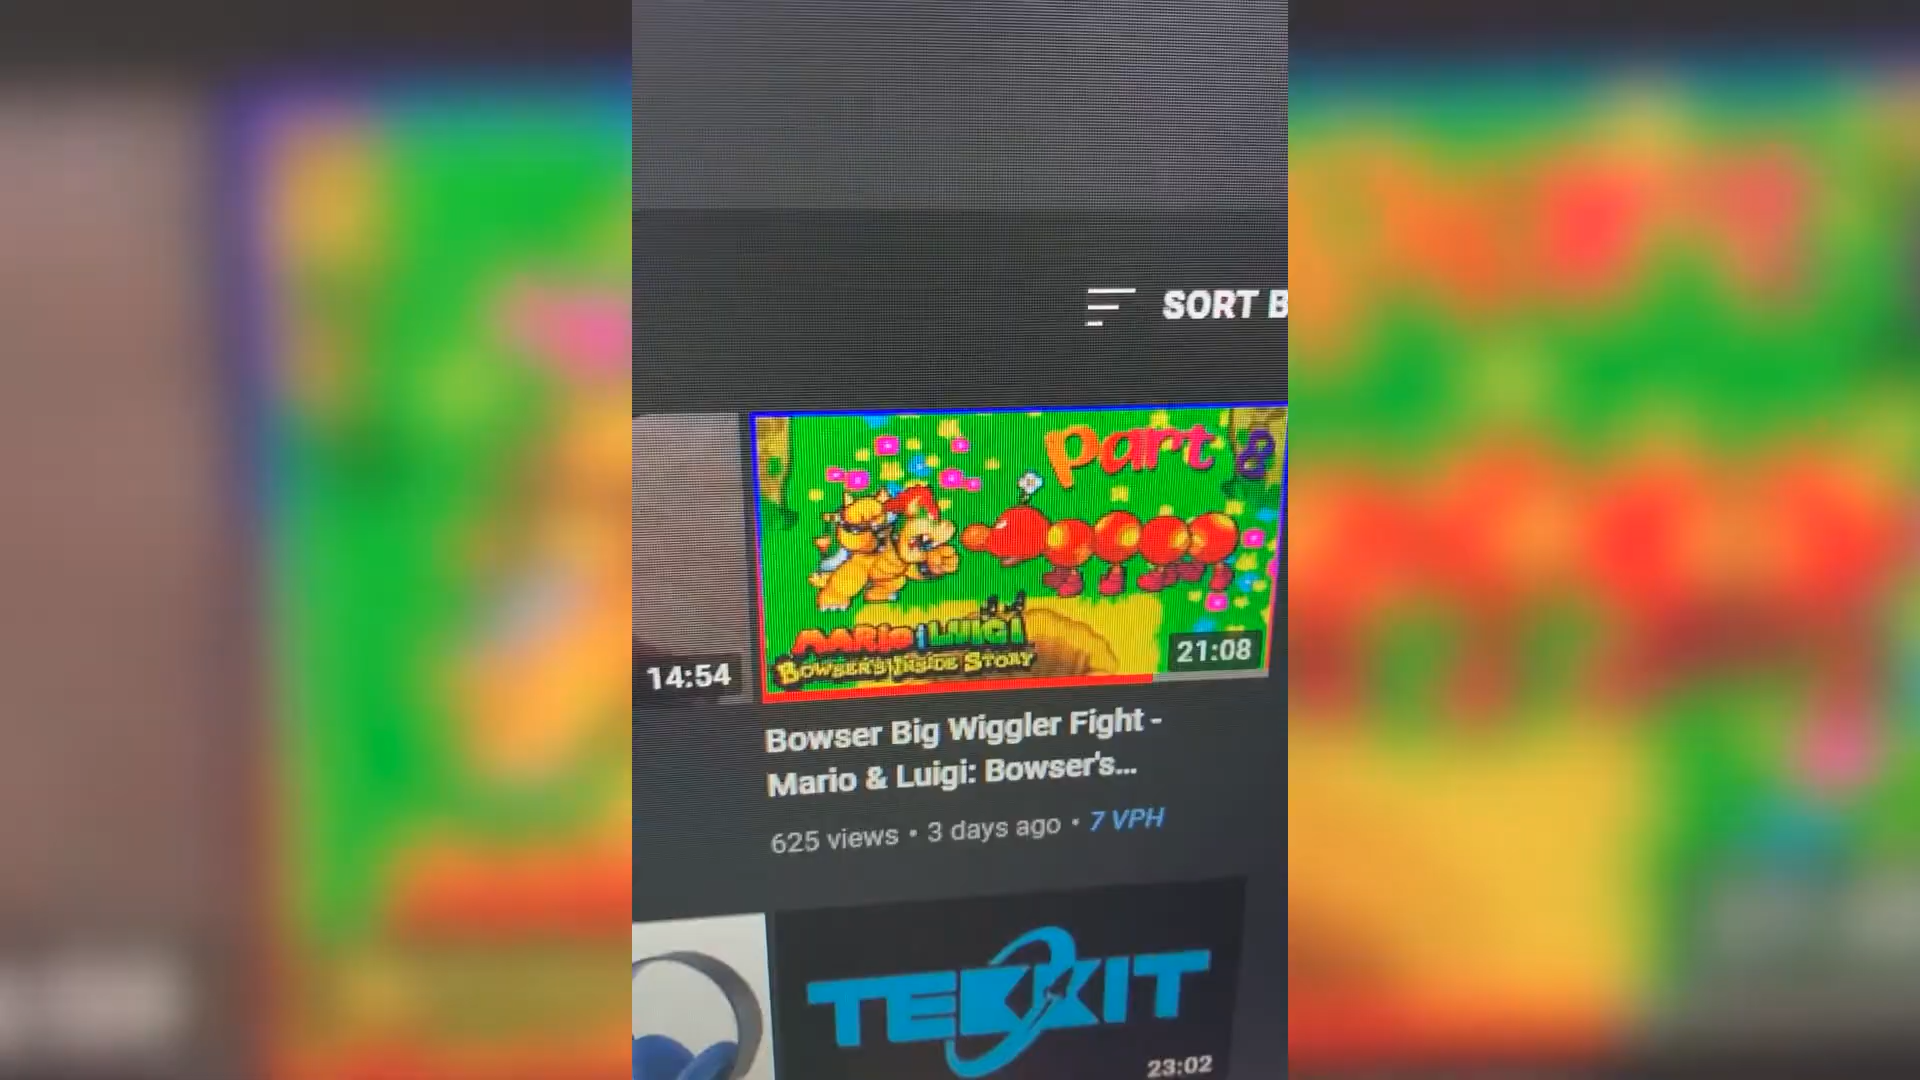 SORT B
part 8
MARIO & LUIGI
BOWSER'S INSIDE STORY
21:08
14:54
Bowser Big Wiggler Fight -
Mario & Luigi: Bowser's...
625 views • 3 days ago • 7 VPH
TEKKIT
23:02